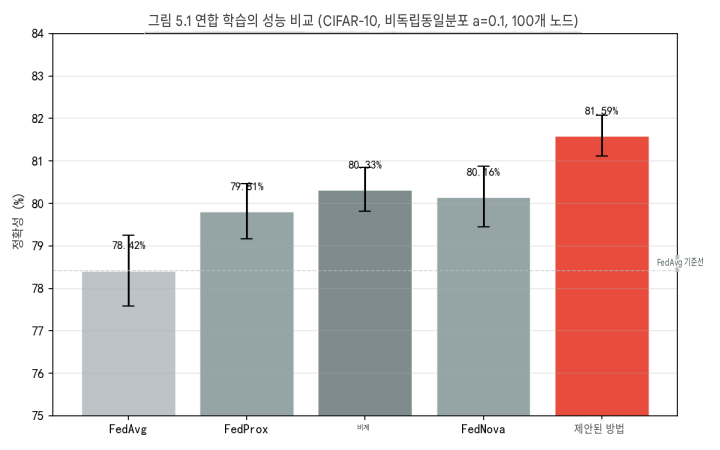 그림 5.1 연합 학습의 성능 비교 (CIFAR-10, 비독립동일분포 a=0.1, 100개 노드)
84
83
82
81
80
79
78
77
76
75
정확성 (%)
78.42%
79.81%
80.33%
80.16%
81.59%
FedAvg 기준선
FedAvg
FedProx
비계
FedNova
제안된 방법